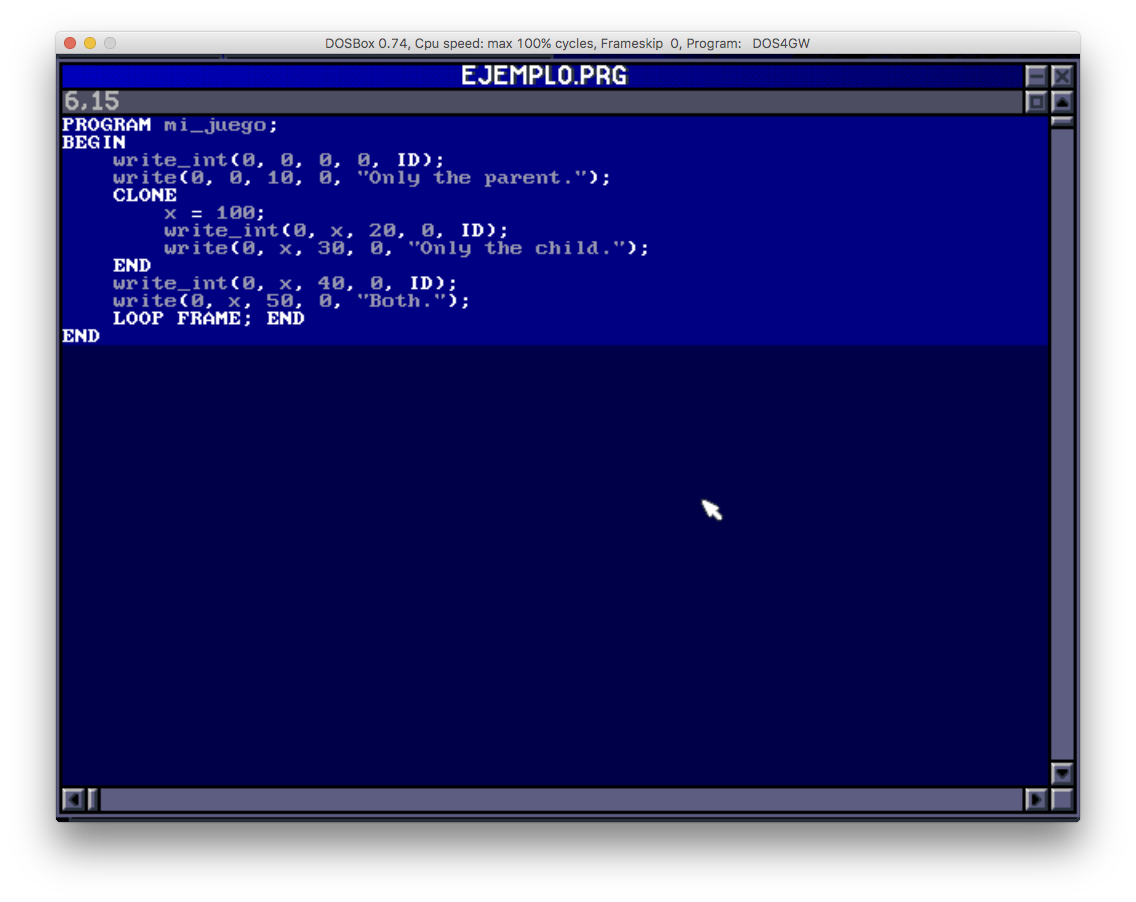 DOSBox 0.74, Cpu speed: max 100% cycles, Frameskip  0, Program:   DOS4GW
EJEMPLO.PRG
6,15
PROGRAM mi_juego;
BEGIN
    write_int(0, 0, 0, 0, ID);
    write(0, 0, 10, 0, "Only the parent.");
    CLONE
        x = 100;
        write_int(0, x, 20, 0, ID);
        write(0, x, 30, 0, "Only the child.");
    END
    write_int(0, x, 40, 0, ID);
    write(0, x, 50, 0, "Both.");
    LOOP FRAME; END
END